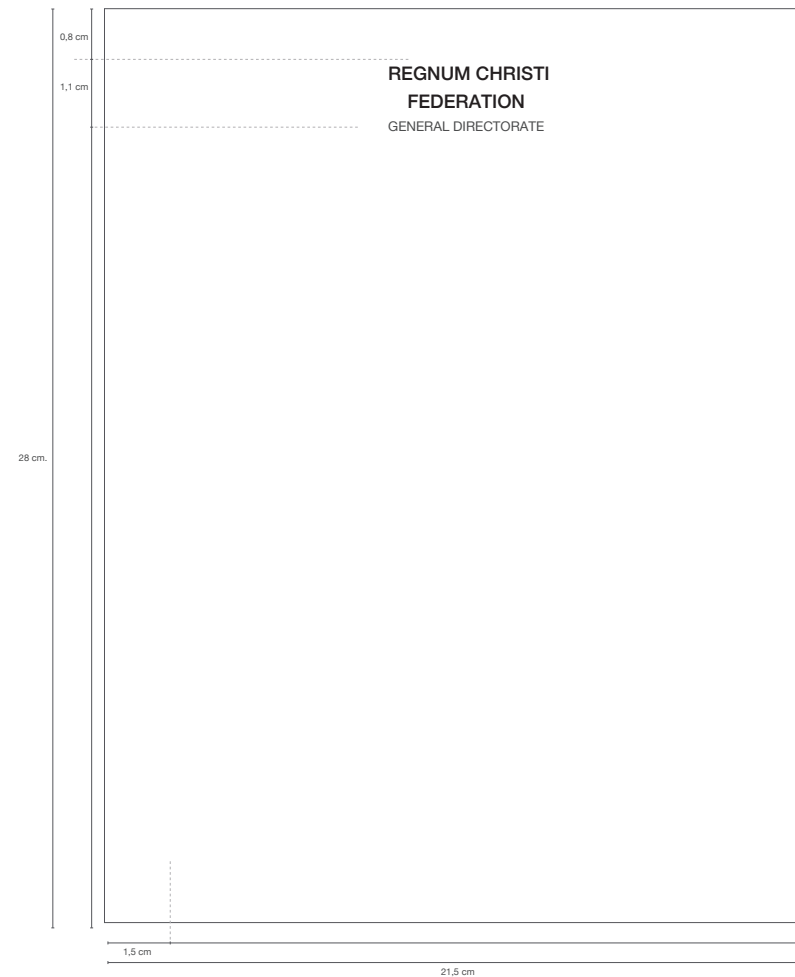 0,8 cm
1,1 cm
REGNUM CHRISTI
FEDERATION
GENERAL DIRECTORATE
28 cm.
1,5 cm
21,5 cm